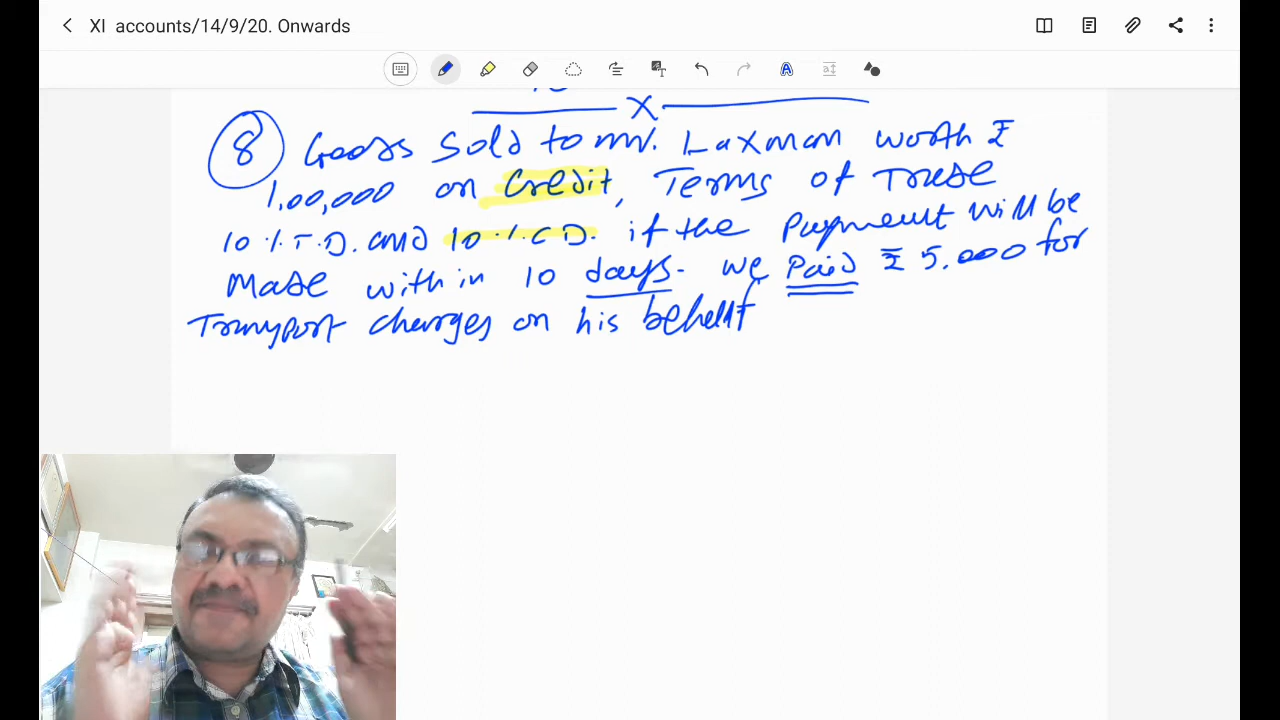 XI accounts/14/9/20. Onwards
X
8 Goods Sold to mr. Laxman worth ₹
1,00,000 on Credit, Terms of Trade
10 % T.D. and 10 % C D. if the Payment will be
Made with in 10 days. we Paid ₹ 5,000 for
Transport charges on his behalf